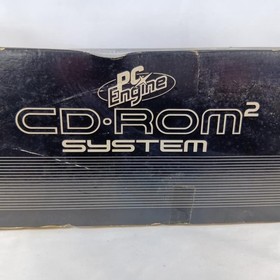 PC
Engine
CD·ROM²
SYSTEM